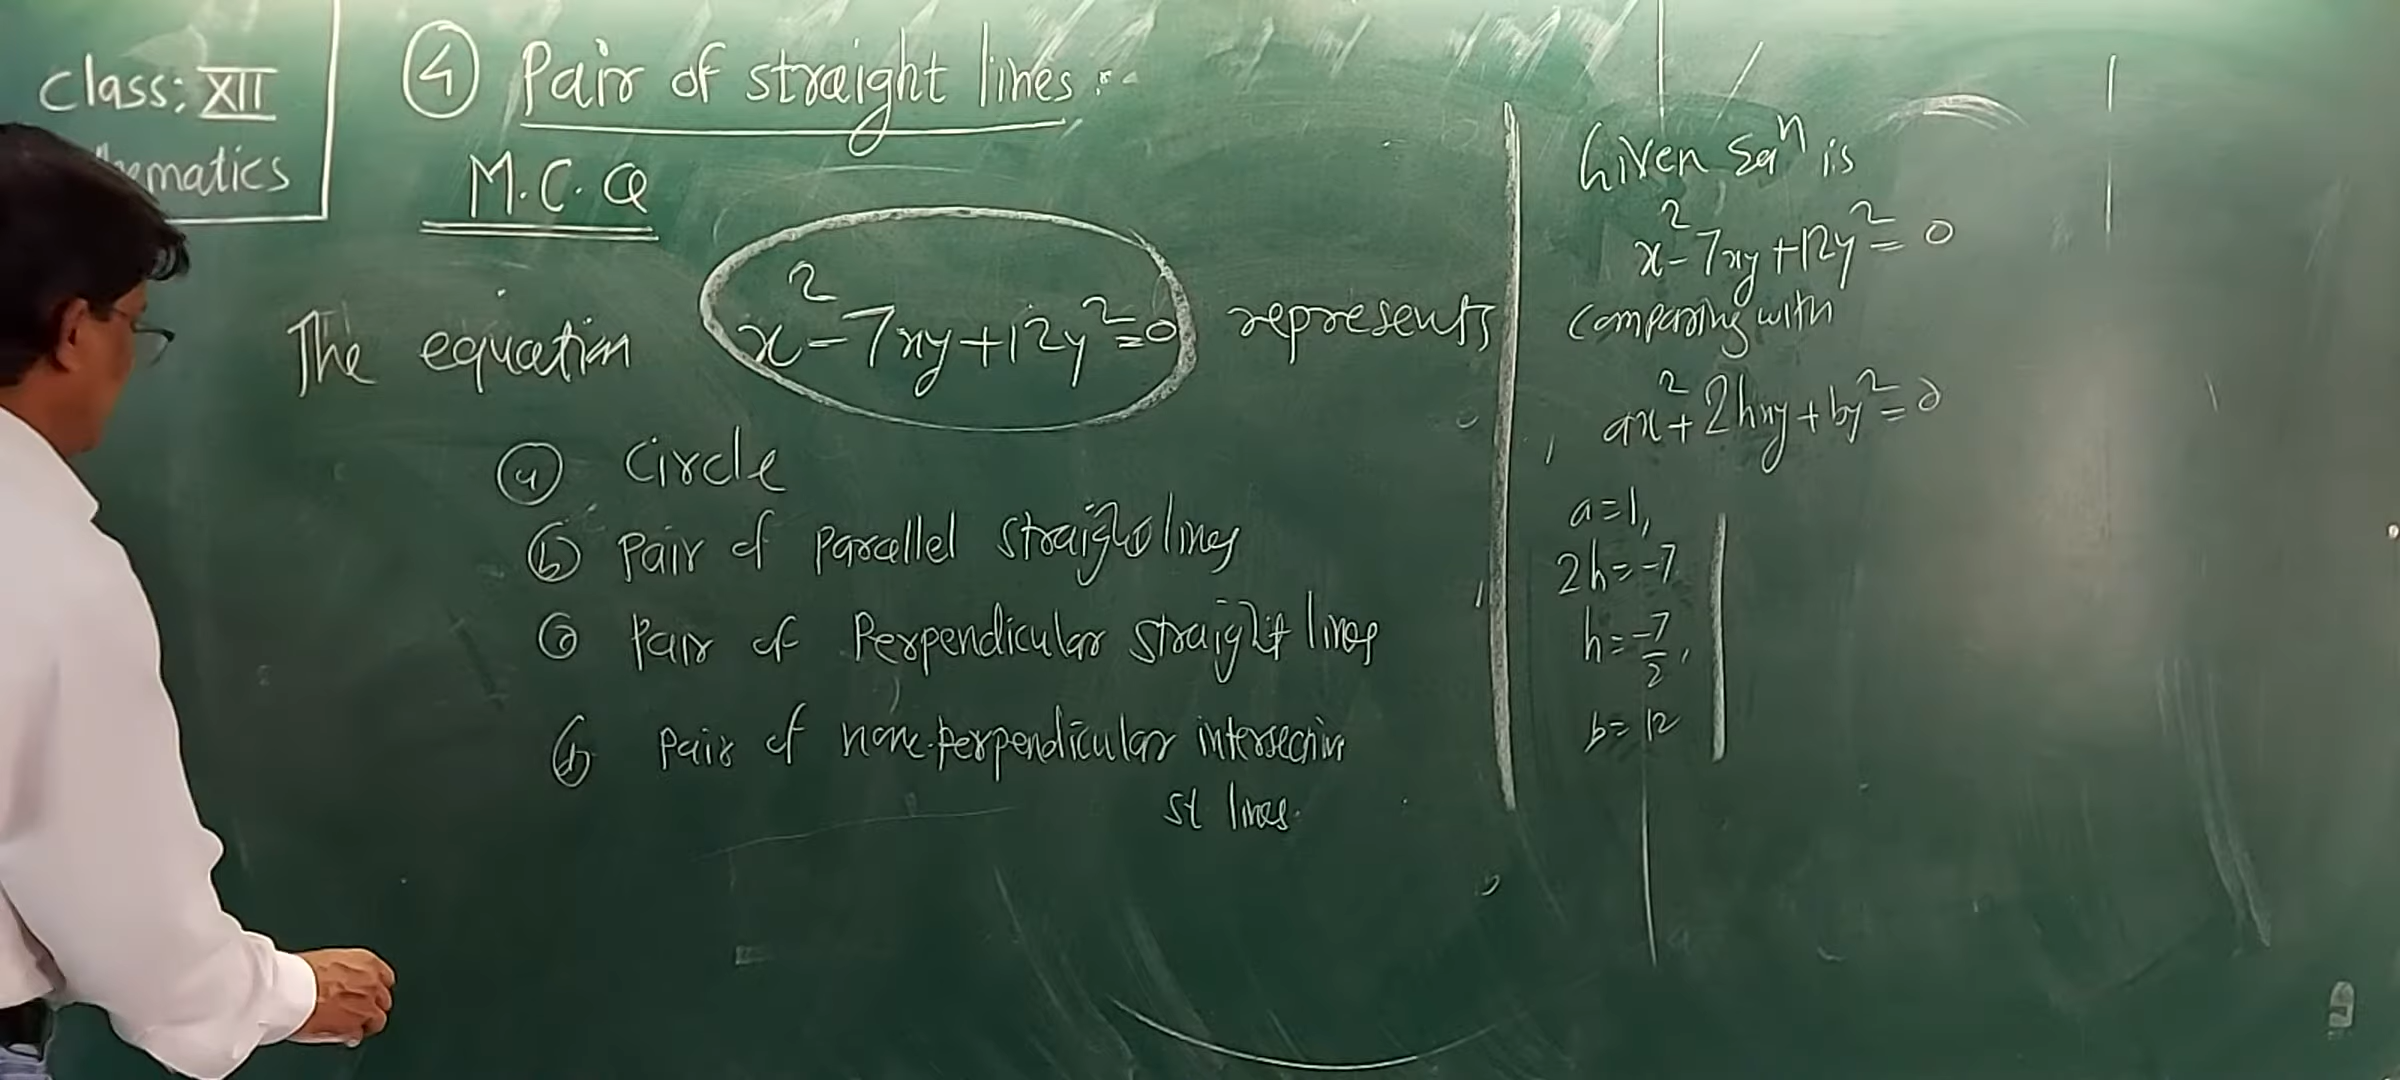 Class: XII
ematics
④ Pair of straight lines :-
M.C.Q
The equation x²-7xy+12y²=0 represents
ⓐ Circle
ⓑ Pair of parallel straight lines
ⓒ Pair of Perpendicular straight lines
ⓓ Pair of none-perpendicular intersecting
st lines.
Given Eqⁿ is
x²-7xy+12y²=0
Comparing with
ax²+2hxy+by²=0
a=1,
2h=-7
h=-7/2,
b=12